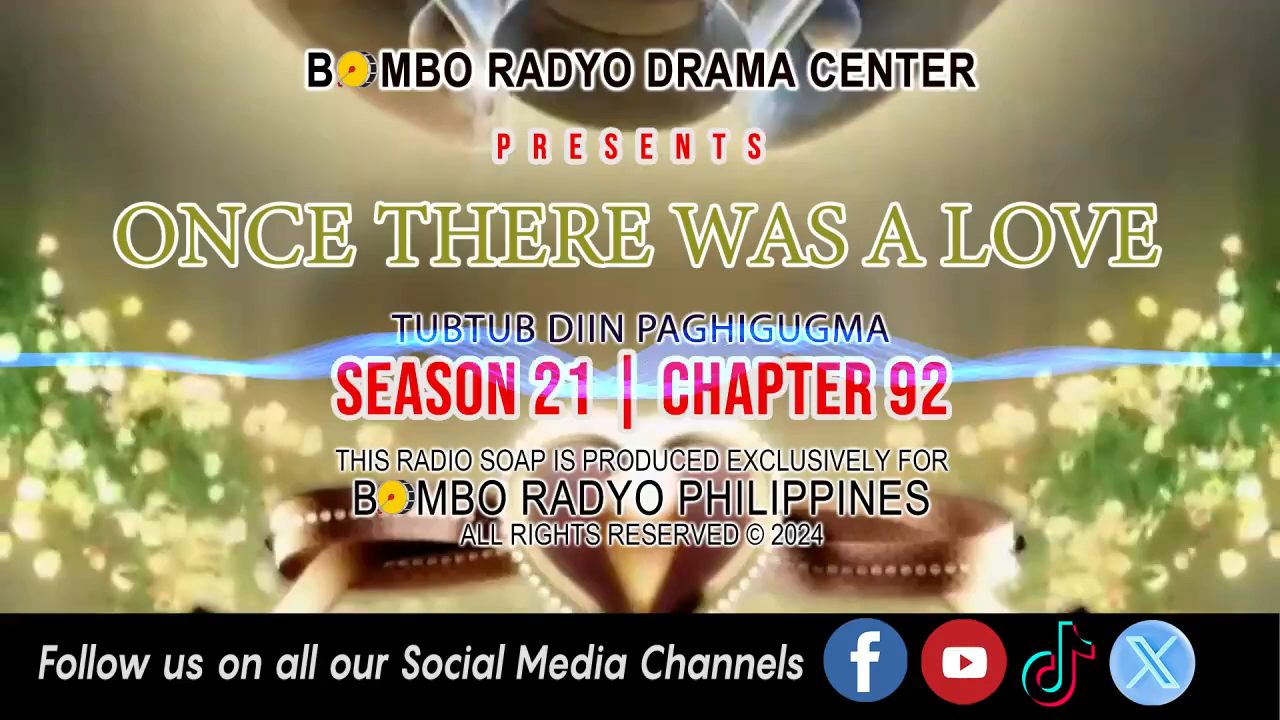 BOMBO RADYO DRAMA CENTER
PRESENTS
ONCE THERE WAS A LOVE
TUBTUB DIIN PAGHIGUGMA
SEASON 21 | CHAPTER 92
THIS RADIO SOAP IS PRODUCED EXCLUSIVELY FOR
BOMBO RADYO PHILIPPINES
ALL RIGHTS RESERVED © 2024
Follow us on all our Social Media Channels